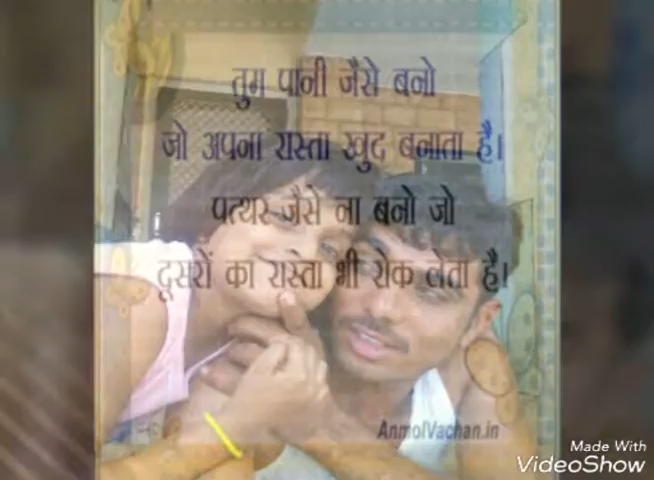 तुम पानी जैसे बनो
जो अपना रास्ता खुद बनाता है।
पत्थर जैसे ना बनो जो
दूसरों का रास्ता भी रोक लेता है।
AnmolVachan.in
Made With
VideoShow